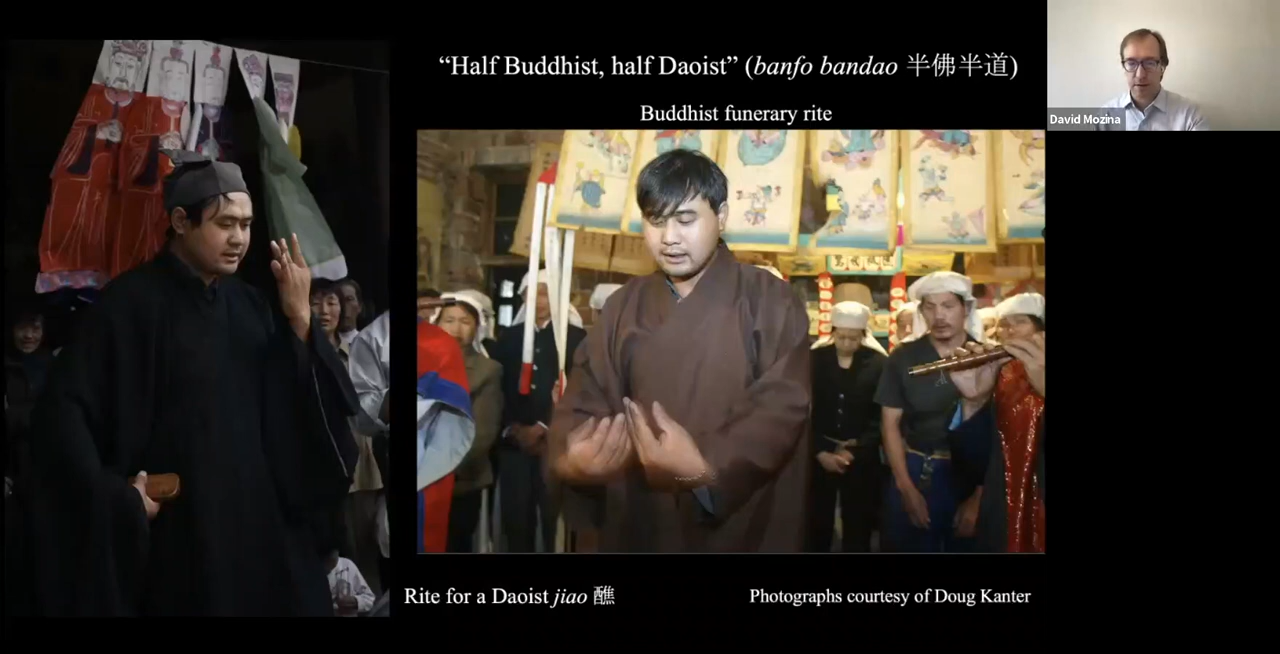 “Half Buddhist, half Daoist” (banfo bandao 半佛半道)
Buddhist funerary rite
David Mozina
Rite for a Daoist jiao 醮
Photographs courtesy of Doug Kanter